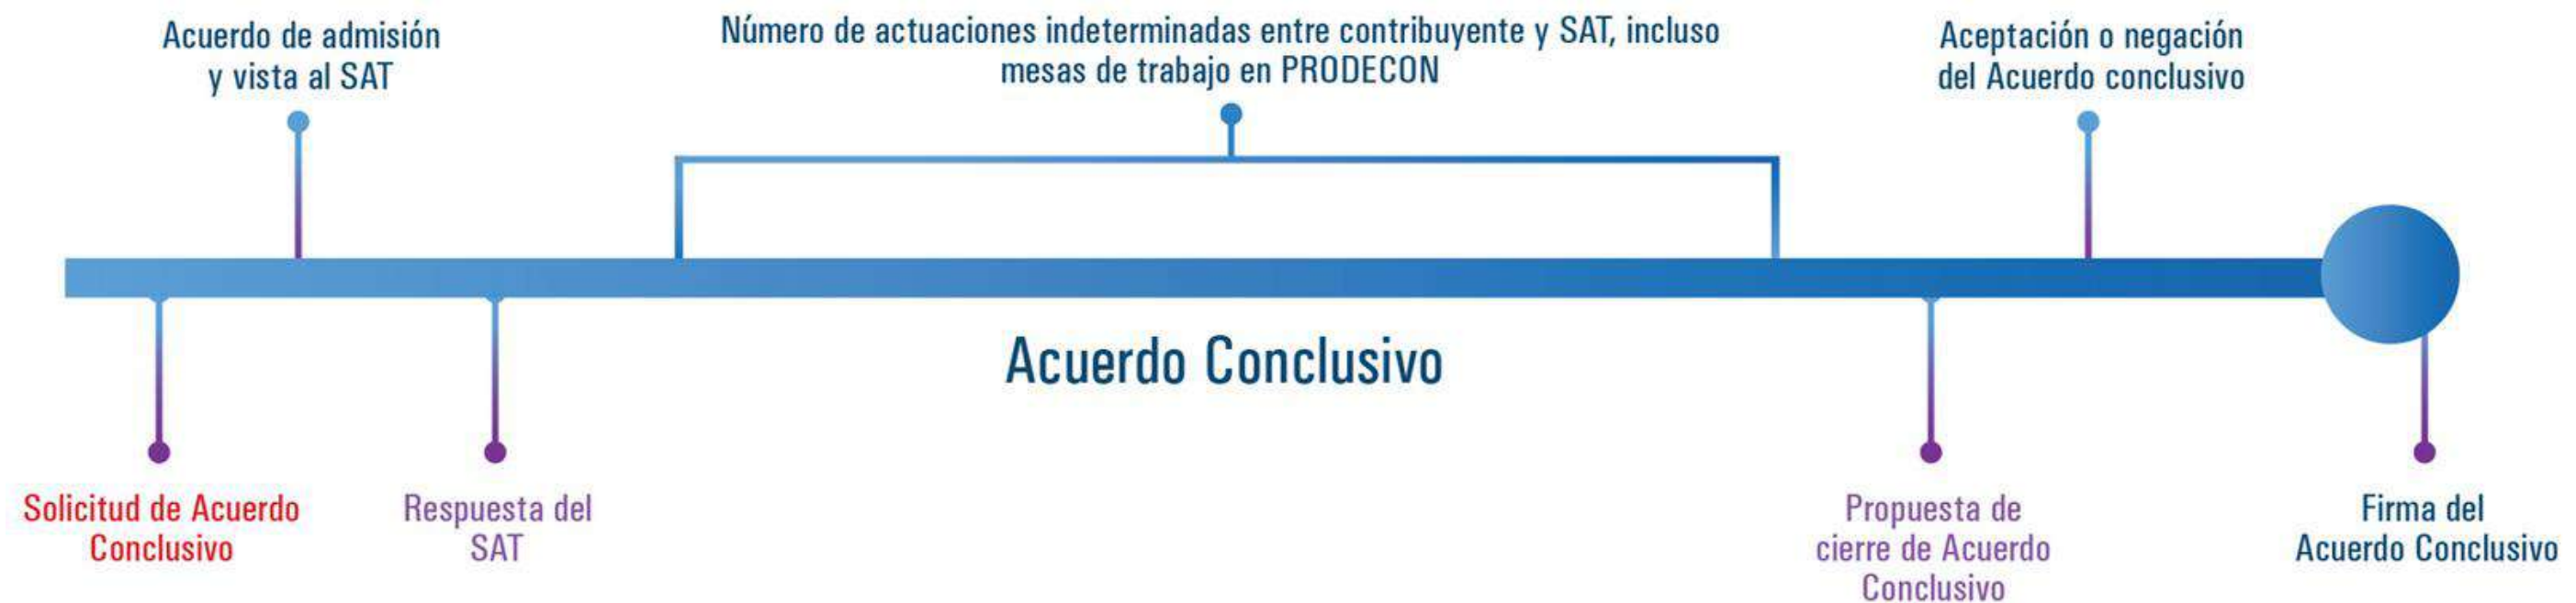 Acuerdo de admisión
y vista al SAT
Número de actuaciones indeterminadas entre contribuyente y SAT, incluso
mesas de trabajo en PRODECON
Aceptación o negación
del Acuerdo conclusivo
Acuerdo Conclusivo
Solicitud de Acuerdo
Conclusivo
Respuesta del
SAT
Propuesta de
cierre de Acuerdo
Conclusivo
Firma del
Acuerdo Conclusivo